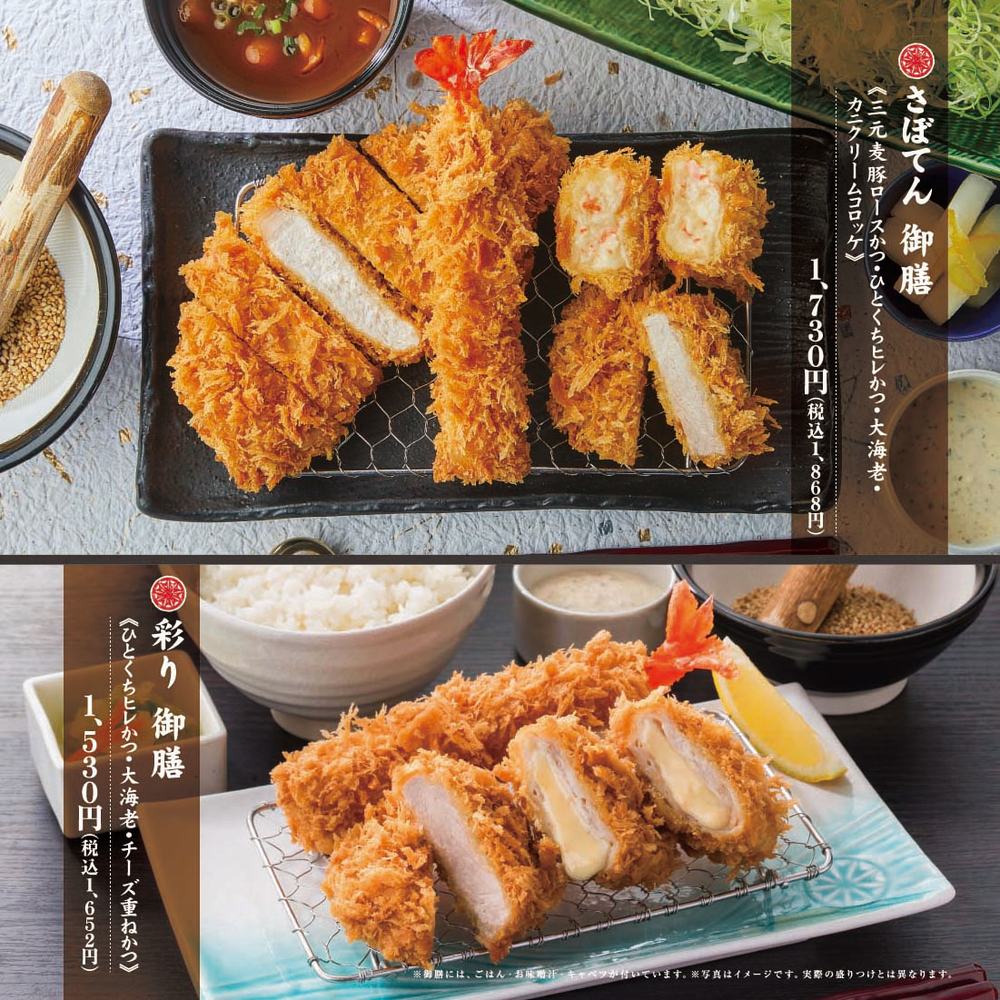 さぼてん 御膳
《三元麦豚ロースかつ・ひとくちヒレかつ・大海老・
カニクリームコロッケ》
1,730円(税込1,868円)
彩り 御膳
《ひとくちヒレかつ・大海老・チーズ重ねかつ》
1,530円(税込1,652円)
※御膳には、ごはん・お味噌汁・キャベツが付いています。※写真はイメージです。実際の盛りつけとは異なります。